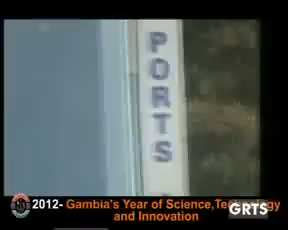 PORTS
2012- Gambia's Year of Science,Technology
and Innovation
GRTS